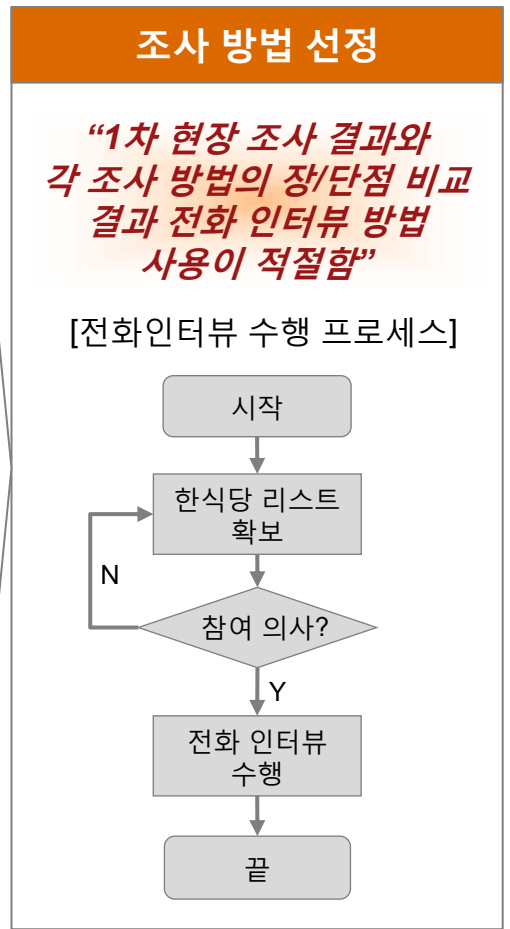 조사 방법 선정
“1차 현장 조사 결과와
각 조사 방법의 장/단점 비교
결과 전화 인터뷰 방법
사용이 적절함”
[전화인터뷰 수행 프로세스]
시작
한식당 리스트
확보
N
참여 의사?
Y
전화 인터뷰
수행
끝